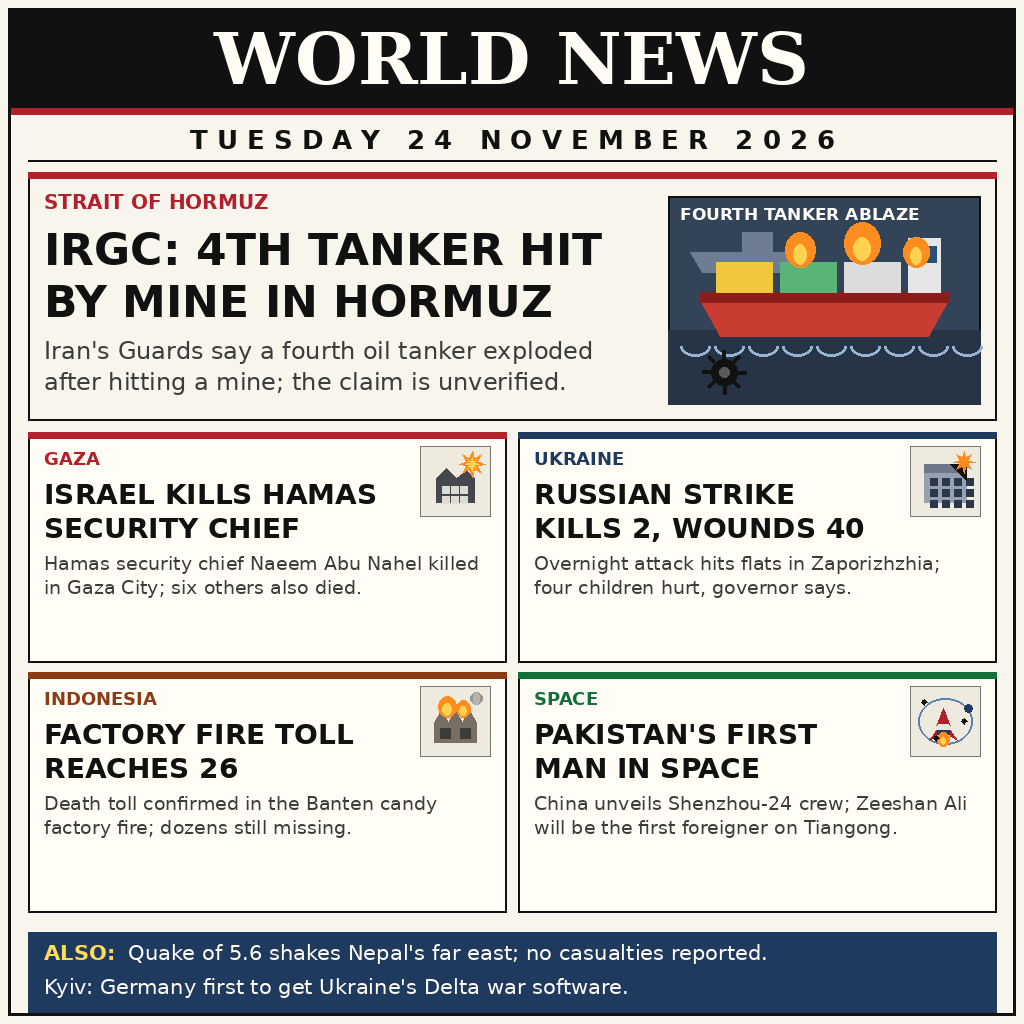 WORLD NEWS
TUESDAY 24 NOVEMBER 2026
STRAIT OF HORMUZ
IRGC: 4TH TANKER HIT
BY MINE IN HORMUZ
Iran's Guards say a fourth oil tanker exploded
after hitting a mine; the claim is unverified.
FOURTH TANKER ABLAZE
GAZA
ISRAEL KILLS HAMAS
SECURITY CHIEF
Hamas security chief Naeem Abu Nahel killed
in Gaza City; six others also died.
UKRAINE
RUSSIAN STRIKE
KILLS 2, WOUNDS 40
Overnight attack hits flats in Zaporizhzhia;
four children hurt, governor says.
INDONESIA
FACTORY FIRE TOLL
REACHES 26
Death toll confirmed in the Banten candy
factory fire; dozens still missing.
SPACE
PAKISTAN'S FIRST
MAN IN SPACE
China unveils Shenzhou-24 crew; Zeeshan Ali
will be the first foreigner on Tiangong.
ALSO: Quake of 5.6 shakes Nepal's far east; no casualties reported.
Kyiv: Germany first to get Ukraine's Delta war software.